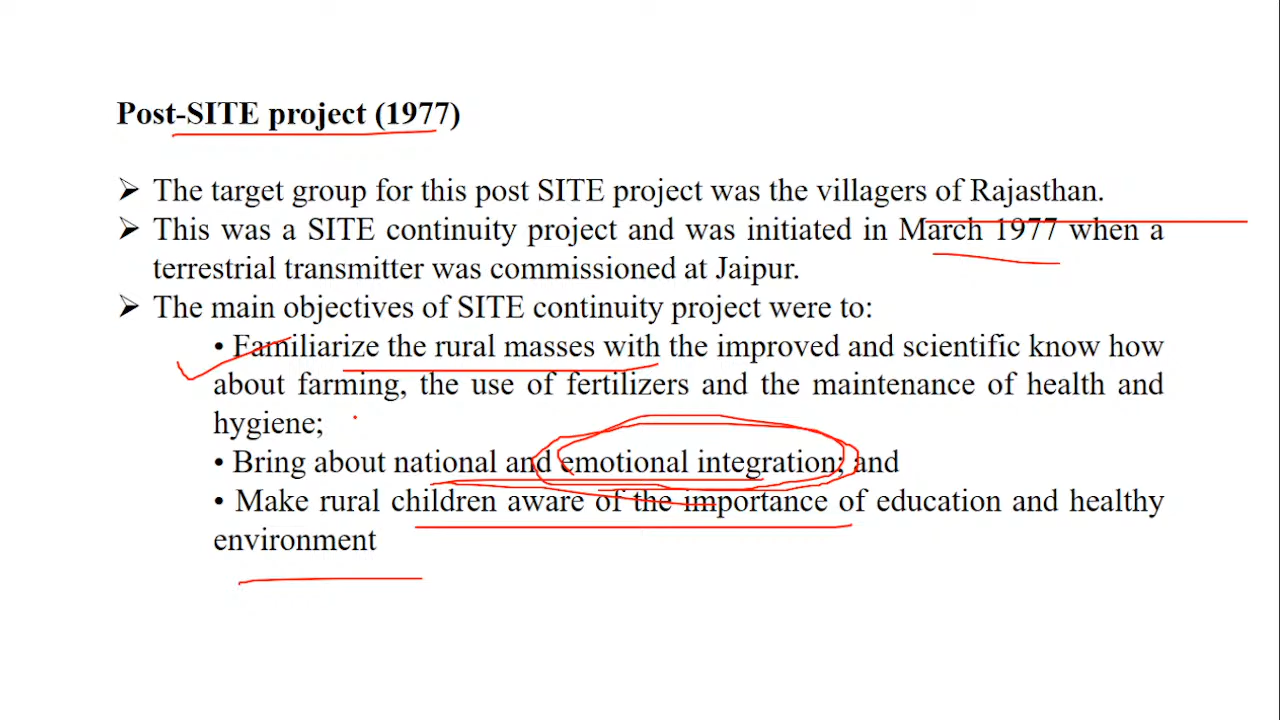 Post-SITE project (1977)
➢ The target group for this post SITE project was the villagers of Rajasthan.
➢ This was a SITE continuity project and was initiated in March 1977 when a
terrestrial transmitter was commissioned at Jaipur.
➢ The main objectives of SITE continuity project were to:
• Familiarize the rural masses with the improved and scientific know how
about farming, the use of fertilizers and the maintenance of health and
hygiene;
• Bring about national and emotional integration; and
• Make rural children aware of the importance of education and healthy
environment